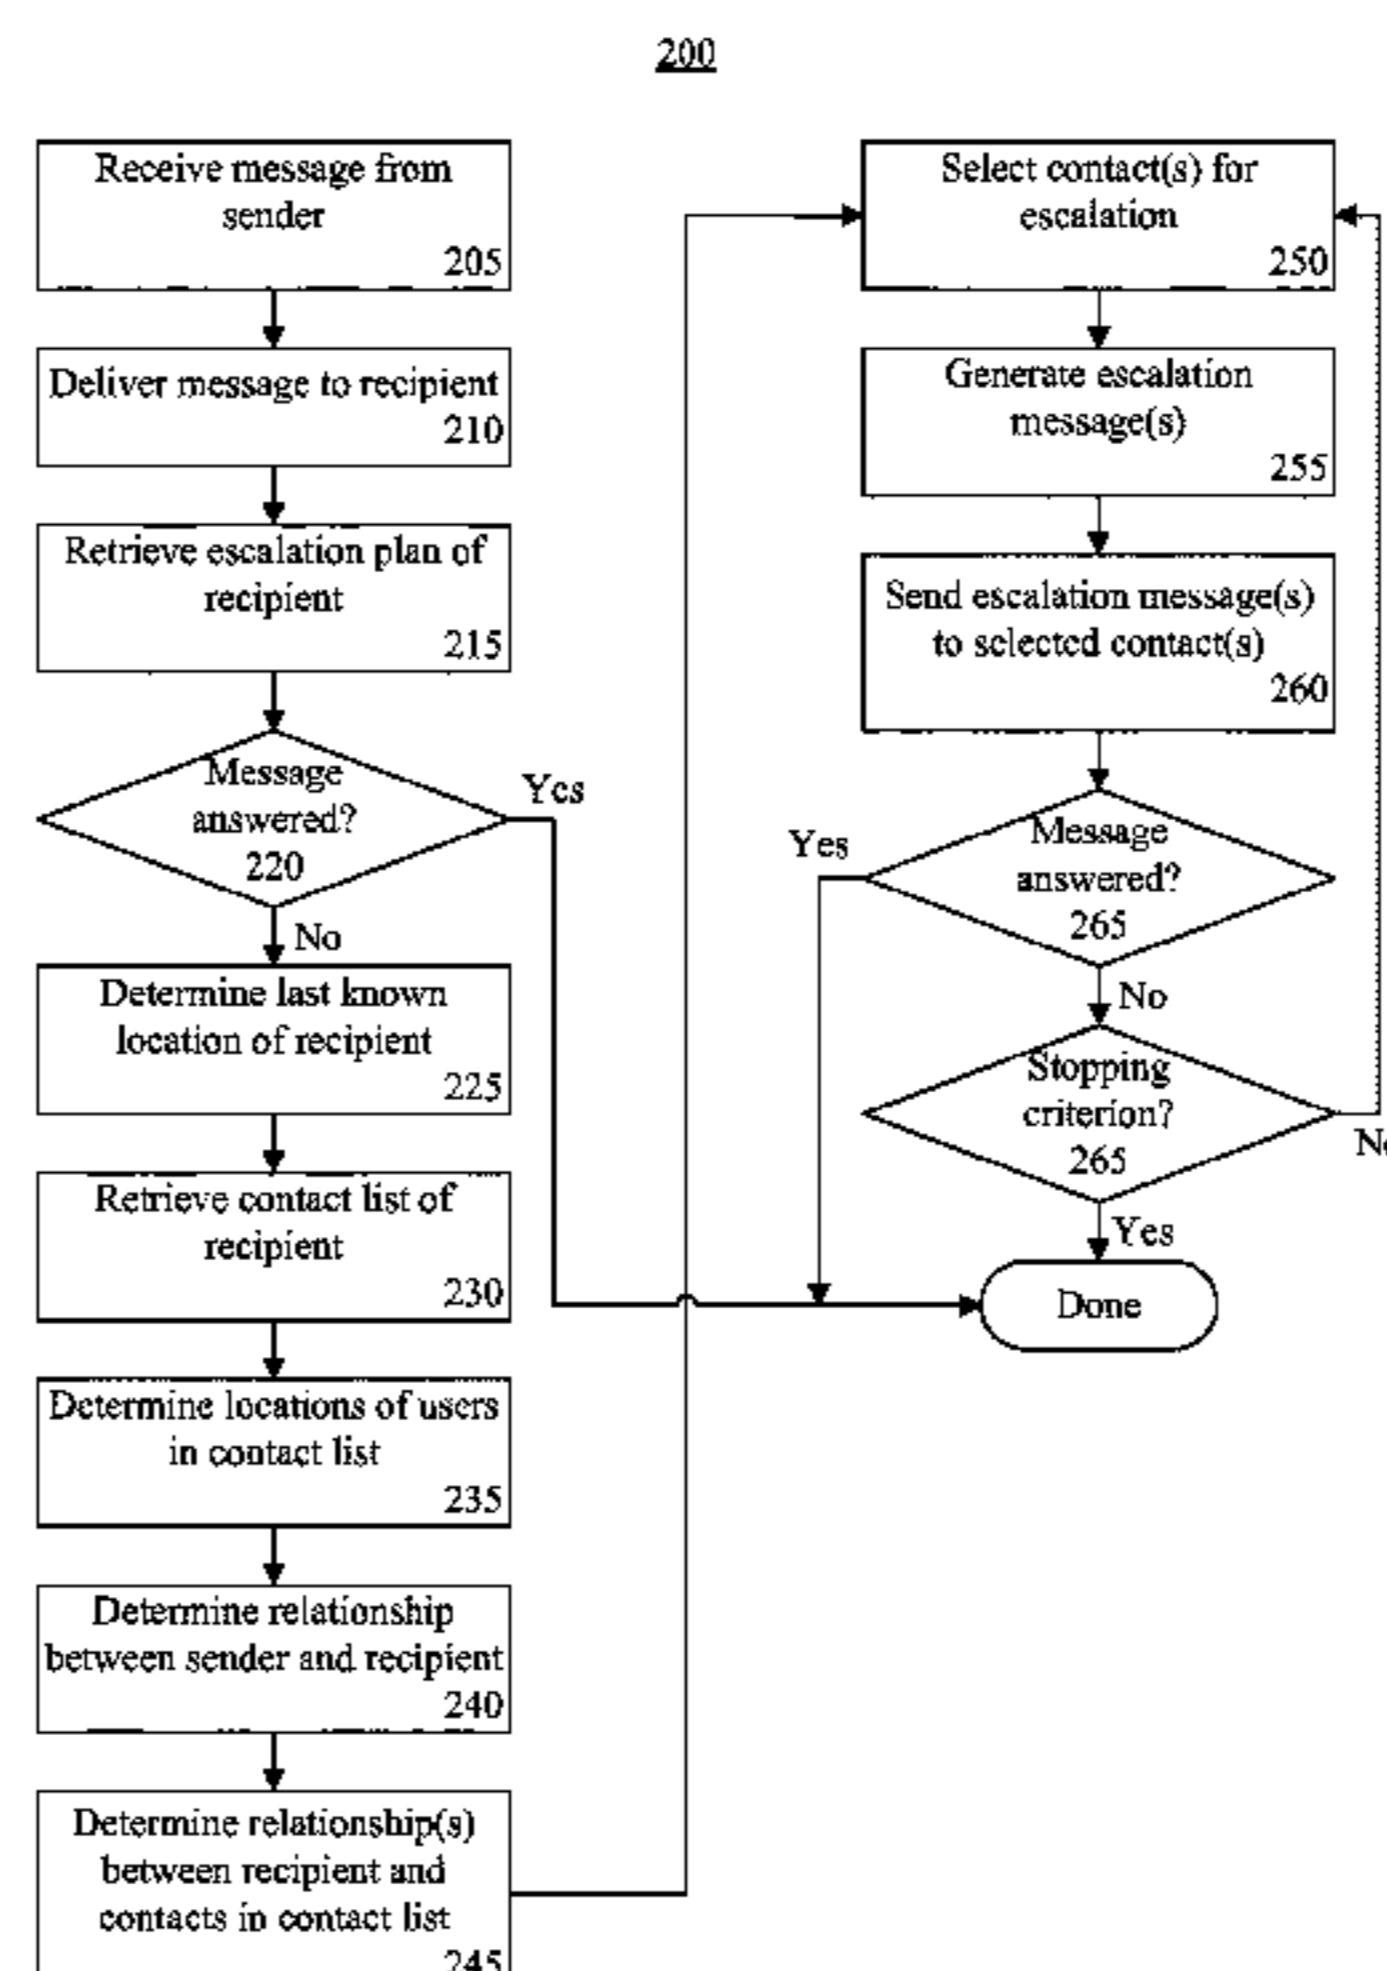 200
Receive message from
sender
205
Deliver message to recipient
210
Retrieve escalation plan of
recipient
215
Message
answered?
220
Yes
No
Determine last known
location of recipient
225
Retrieve contact list of
recipient
230
Determine locations of users
in contact list
235
Determine relationship
between sender and recipient
240
Determine relationship(s)
between recipient and
contacts in contact list
245
Select contact(s) for
escalation
250
Generate escalation
message(s)
255
Send escalation message(s)
to selected contact(s)
260
Message
answered?
265
Yes
No
Stopping
criterion?
265
No
Yes
Done